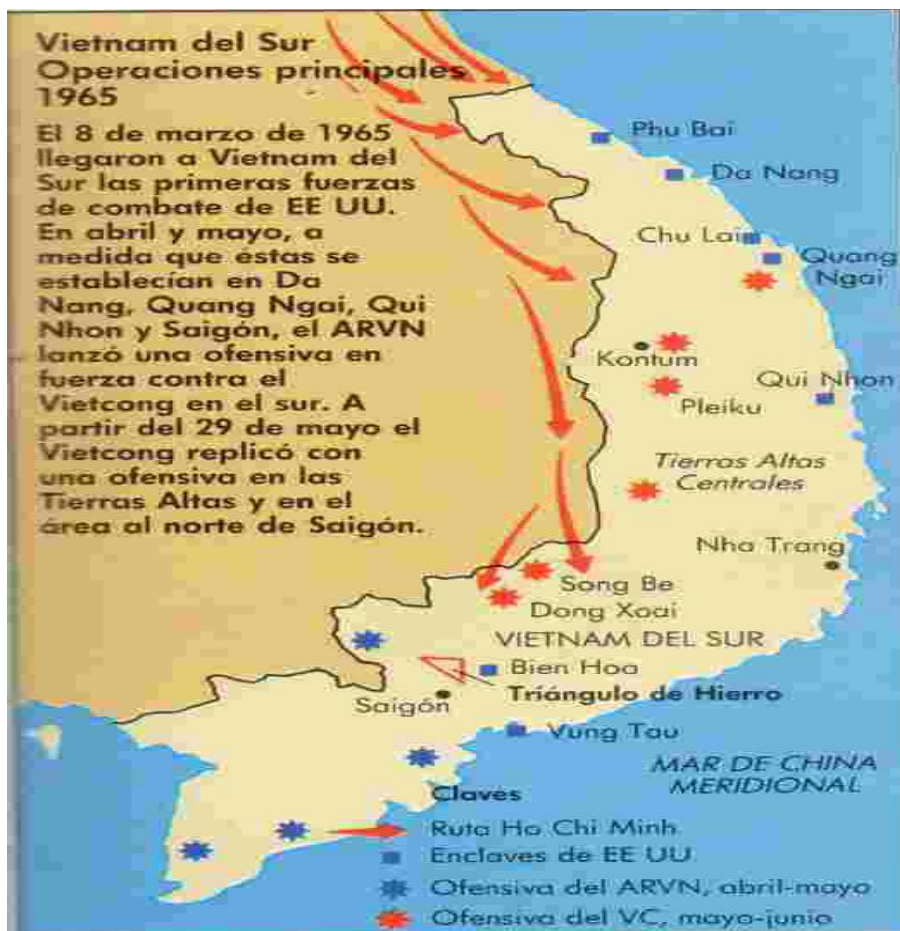 Vietnam del Sur
Operaciones principales
1965
El 8 de marzo de 1965
llegaron a Vietnam del
Sur las primeras fuerzas
de combate de EE UU.
En abril y mayo, a
medida que éstas se
establecían en Da
Nang, Quang Ngai, Qui
Nhon y Saigón, el ARVN
lanzó una ofensiva en
fuerza contra el
Vietcong en el sur. A
partir del 29 de mayo el
Vietcong replicó con
una ofensiva en las
Tierras Altas y en el
área al norte de Saigón.
Phu Bai
Da Nang
Chu Lai
Quang
Ngai
Kontum
Qui Nhon
Pleiku
Tierras Altas
Centrales
Nha Trang
Song Be
Dong Xoai
VIETNAM DEL SUR
Bien Hoa
Triángulo de Hierro
Saigón
Vung Tau
MAR DE CHINA
MERIDIONAL
Claves
Ruta Ho Chi Minh
Enclaves de EE UU
Ofensiva del ARVN, abril-mayo
Ofensiva del VC, mayo-junio